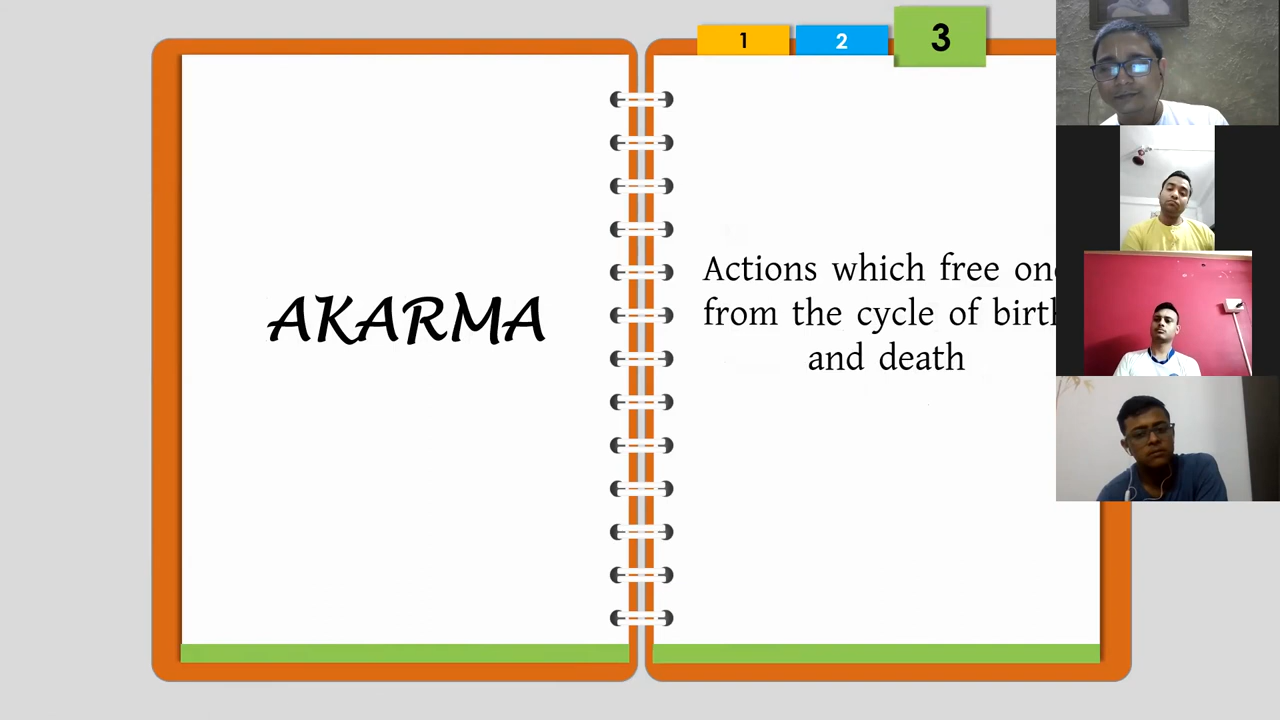 1
2
3
AKARMA
Actions which free one
from the cycle of birth
and death